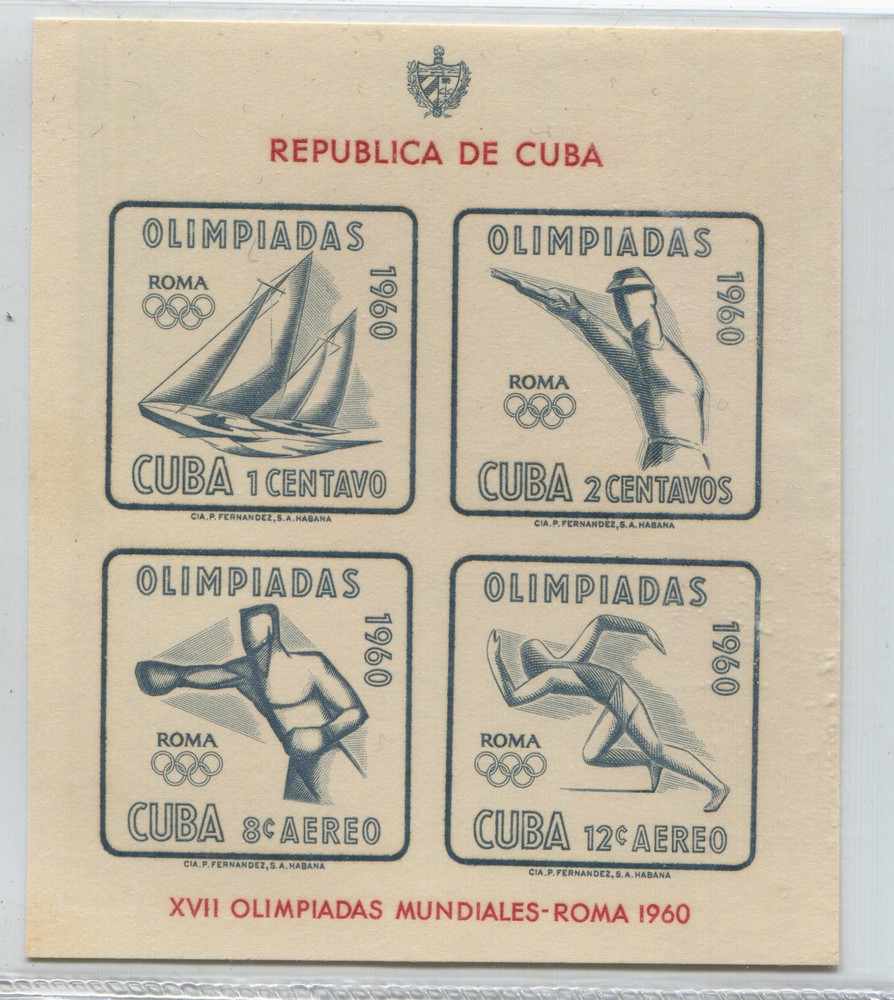 REPUBLICA DE CUBA
OLIMPIADAS
1960
ROMA
CUBA 1 CENTAVO
CIA. P. FERNANDEZ, S. A. HABANA
OLIMPIADAS
1960
ROMA
CUBA 2 CENTAVOS
CIA. P. FERNANDEZ, S. A. HABANA
OLIMPIADAS
1960
ROMA
CUBA 8¢ AEREO
CIA. P. FERNANDEZ, S. A. HABANA
OLIMPIADAS
1960
ROMA
CUBA 12¢ AEREO
CIA. P. FERNANDEZ, S. A. HABANA
XVII OLIMPIADAS MUNDIALES-ROMA 1960